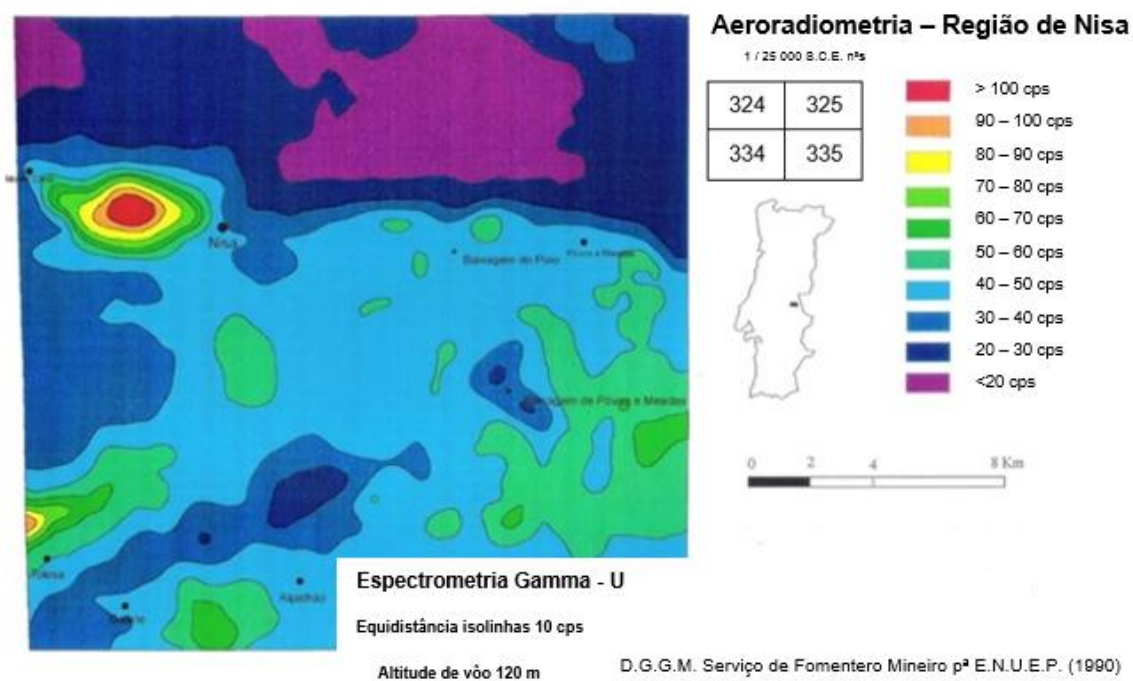 Aeroradiometria – Região de Nisa
1 / 25 000 S.C.E. nºs
324 325
334 335
> 100 cps
90 – 100 cps
80 – 90 cps
70 – 80 cps
60 – 70 cps
50 – 60 cps
40 – 50 cps
30 – 40 cps
20 – 30 cps
<20 cps
0 2 4 8 Km
Nisa
Barragem do Poio
Póvoa e Meadas
Barragem de Póvoa e Meadas
Tolosa
Alpalhão
Espectrometria Gamma - U
Equidistância isolinhas 10 cps
Altitude de vôo 120 m
D.G.G.M. Serviço de Fomentero Mineiro pª E.N.U.E.P. (1990)